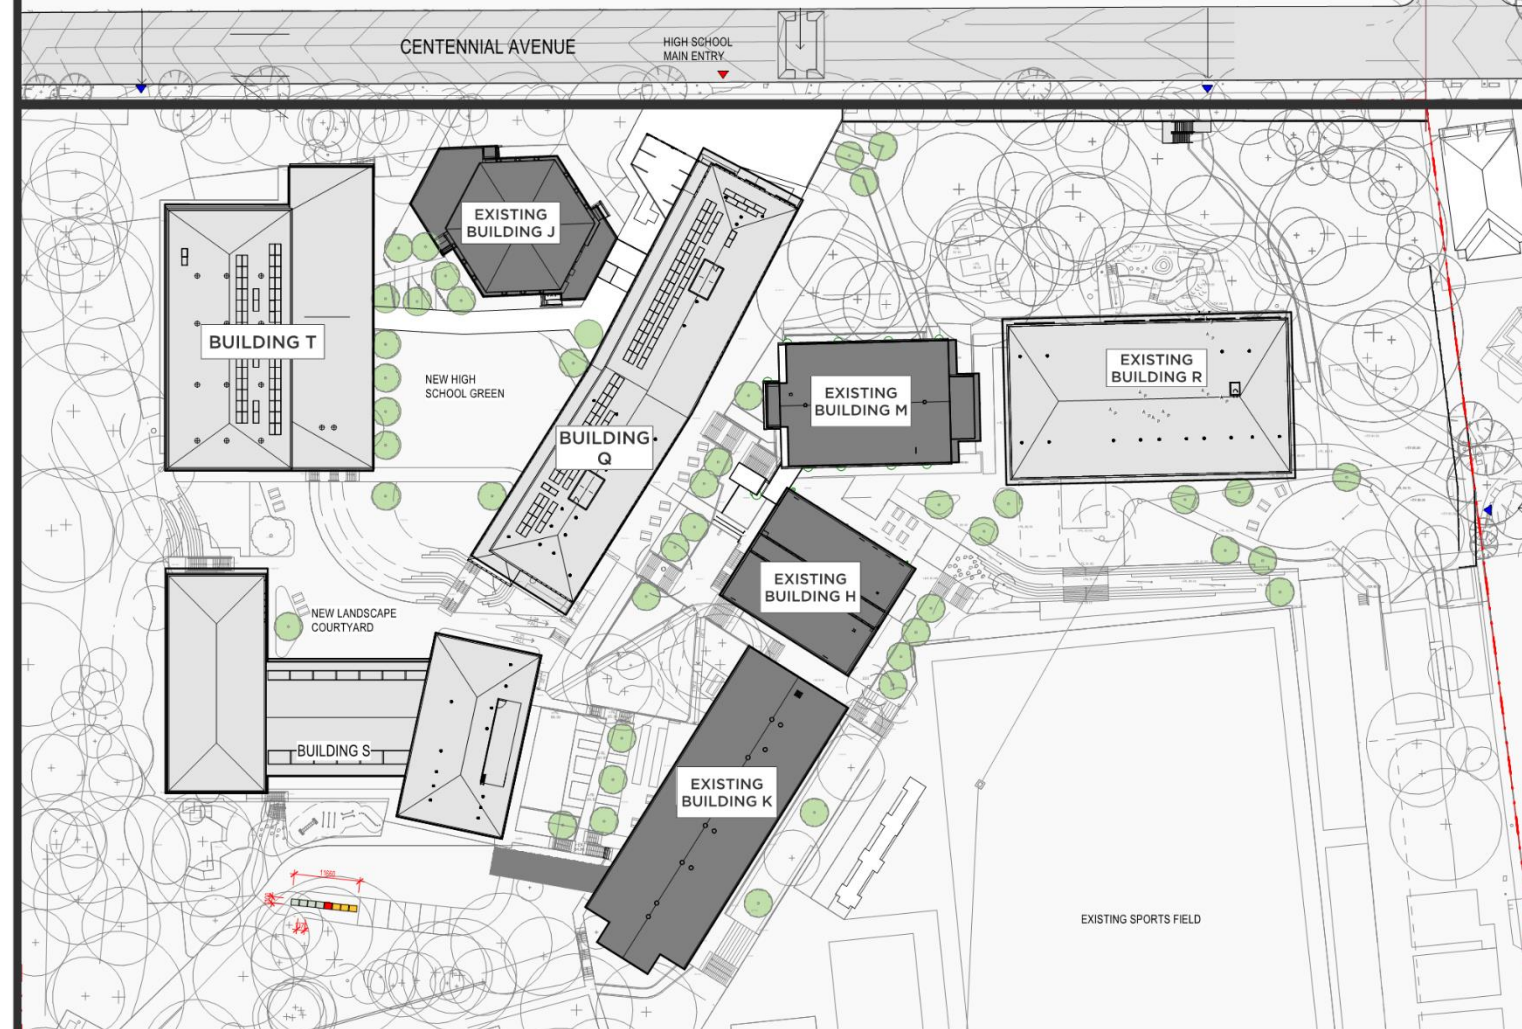 CENTENNIAL AVENUE
HIGH SCHOOL
MAIN ENTRY
EXISTING
BUILDING J
BUILDING T
NEW HIGH
SCHOOL GREEN
BUILDING
Q
EXISTING
BUILDING M
EXISTING
BUILDING R
EXISTING
BUILDING H
NEW LANDSCAPE
COURTYARD
BUILDING S
EXISTING
BUILDING K
EXISTING SPORTS FIELD